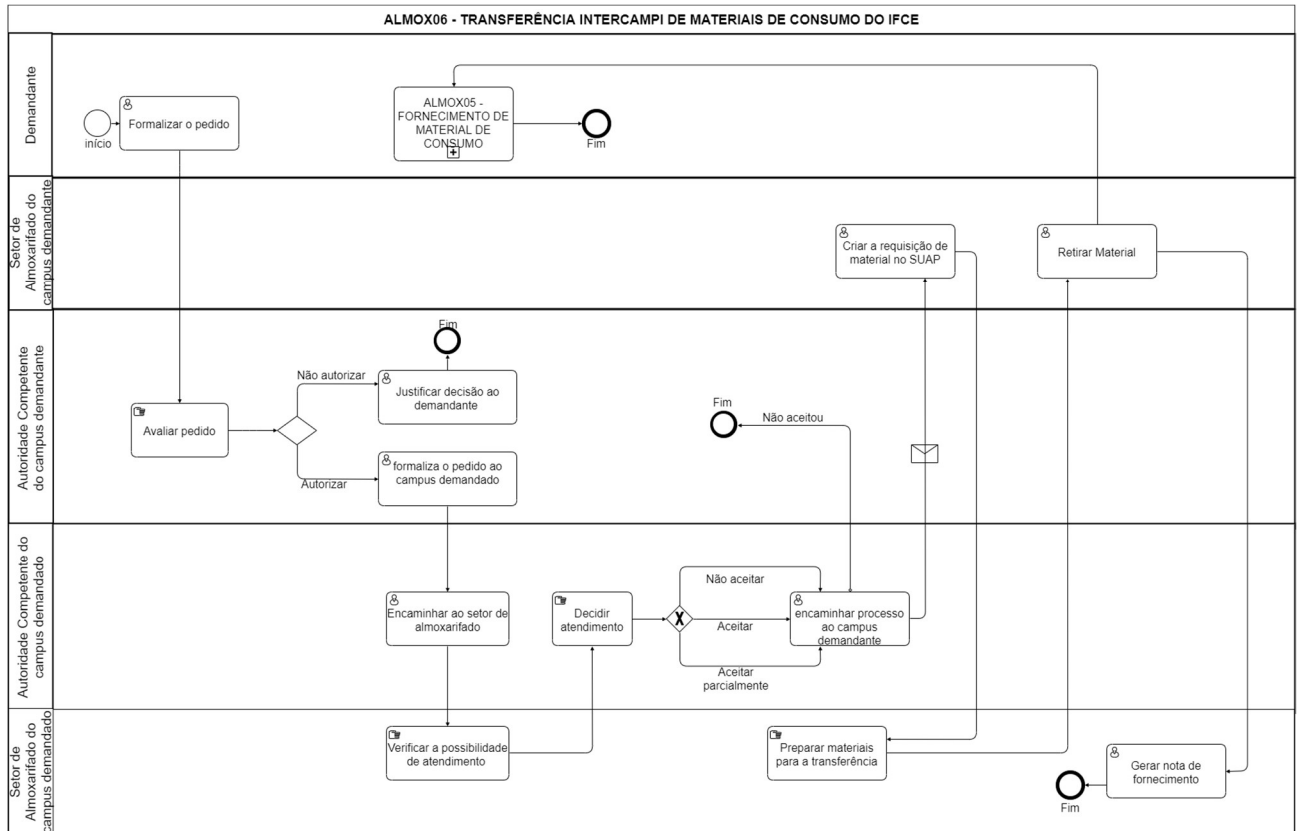 ALMOX06 - TRANSFERÊNCIA INTERCAMPI DE MATERIAIS DE CONSUMO DO IFCE
Demandante
início
Formalizar o pedido
ALMOX05 -
FORNECIMENTO DE
MATERIAL DE
CONSUMO
Fim
Setor de
Almoxarifado do
campus demandante
Criar a requisição de
material no SUAP
Retirar Material
Autoridade Competente
do campus demandante
Avaliar pedido
Não autorizar
Autorizar
Fim
Justificar decisão ao
demandante
formaliza o pedido ao
campus demandado
Fim
Não aceitou
Autoridade Competente do
campus demandado
Encaminhar ao setor de
almoxarifado
Decidir
atendimento
X
Não aceitar
Aceitar
Aceitar
parcialmente
encaminhar processo
ao campus
demandante
Setor de
Almoxarifado do
campus demandado
Verificar a possibilidade
de atendimento
Preparar materiais
para a transferência
Fim
Gerar nota de
fornecimento